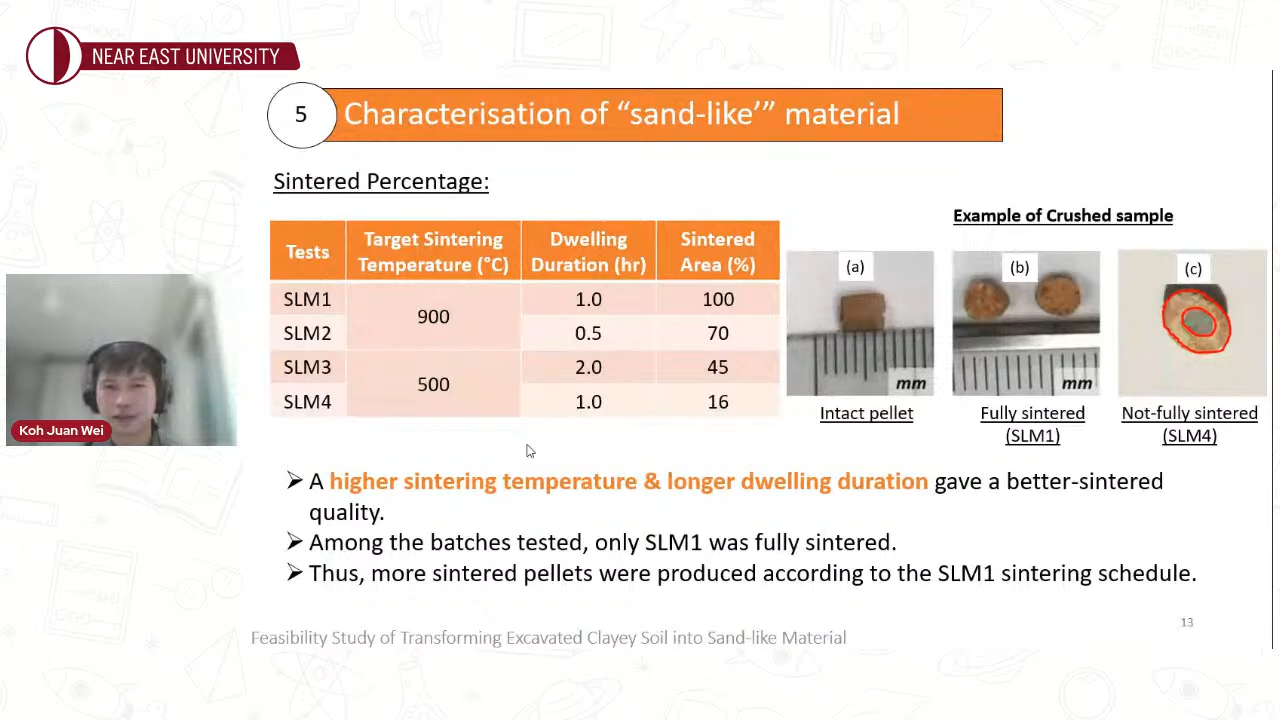 NEAR EAST UNIVERSITY
5
Characterisation of “sand-like’” material
Sintered Percentage:
Tests
Target Sintering
Temperature (°C)
Dwelling
Duration (hr)
Sintered
Area (%)
SLM1
900
1.0
100
SLM2
0.5
70
SLM3
500
2.0
45
SLM4
1.0
16
Example of Crushed sample
(a)
(b)
(c)
mm
mm
Intact pellet
Fully sintered
(SLM1)
Not-fully sintered
(SLM4)
Koh Juan Wei
➢ A higher sintering temperature & longer dwelling duration gave a better-sintered
quality.
➢ Among the batches tested, only SLM1 was fully sintered.
➢ Thus, more sintered pellets were produced according to the SLM1 sintering schedule.
13
Feasibility Study of Transforming Excavated Clayey Soil into Sand-like Material